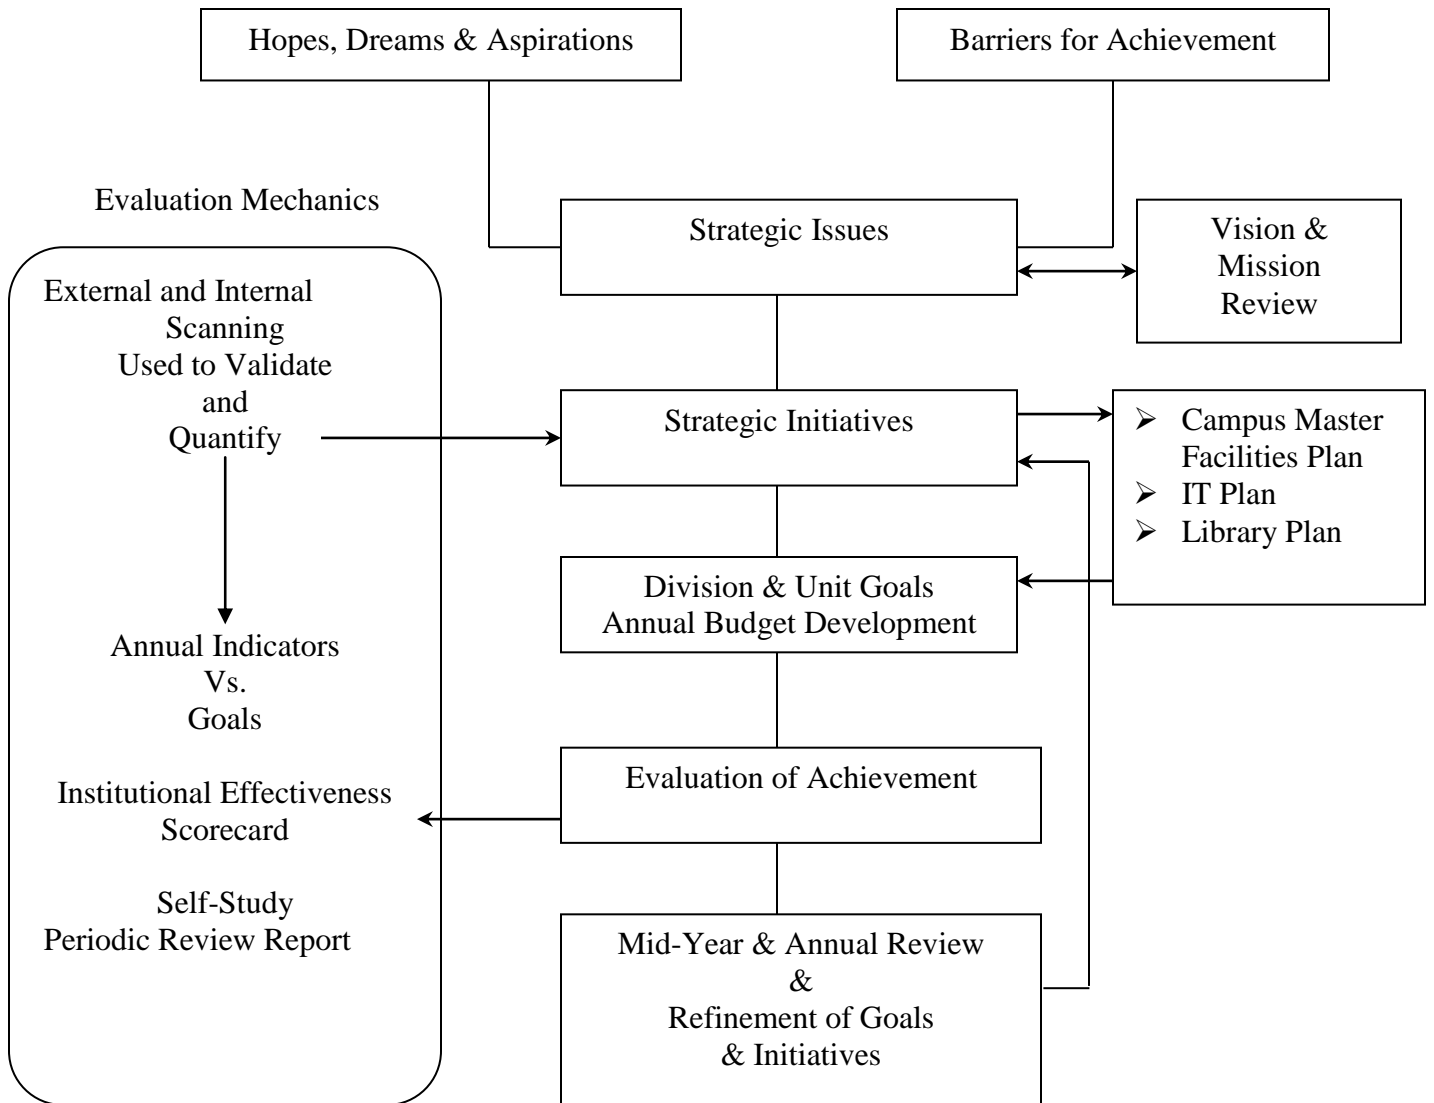 Hopes, Dreams & Aspirations
Barriers for Achievement
Evaluation Mechanics
Strategic Issues
Vision &
Mission
Review
External and Internal
Scanning
Used to Validate
and
Quantify
Strategic Initiatives
➢ Campus Master
Facilities Plan
➢ IT Plan
➢ Library Plan
Division & Unit Goals
Annual Budget Development
Annual Indicators
Vs.
Goals
Evaluation of Achievement
Institutional Effectiveness
Scorecard
Self-Study
Periodic Review Report
Mid-Year & Annual Review
&
Refinement of Goals
& Initiatives